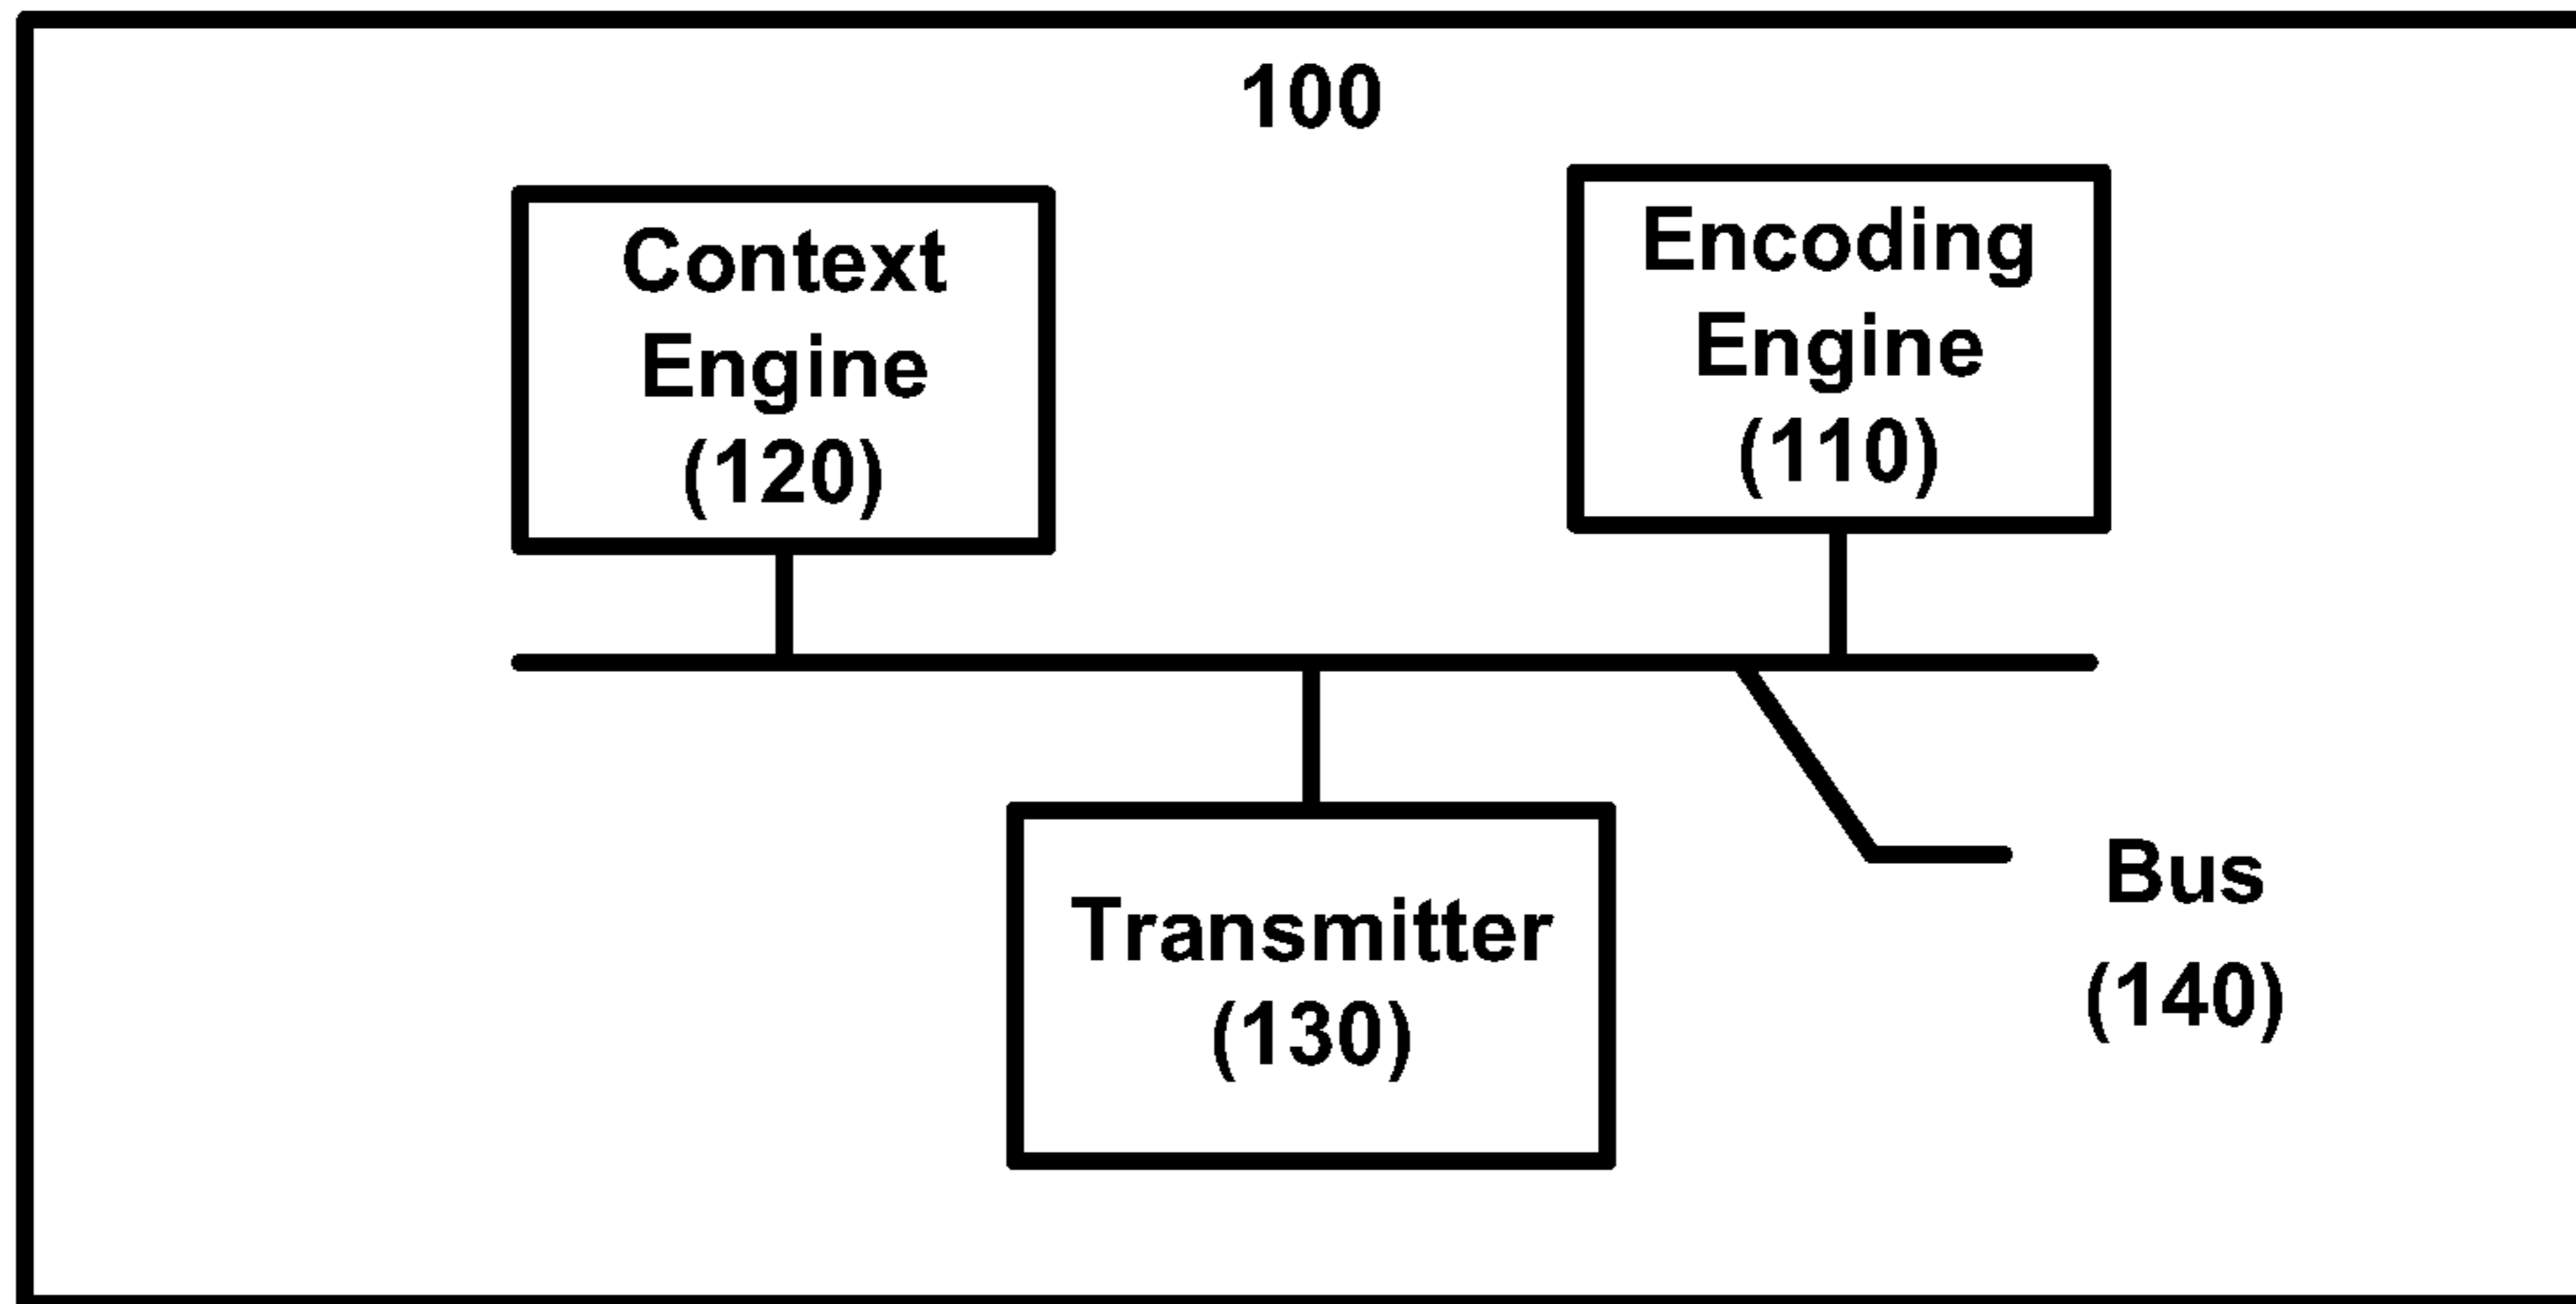 100
Context
Engine
(120)
Encoding
Engine
(110)
Transmitter
(130)
Bus
(140)